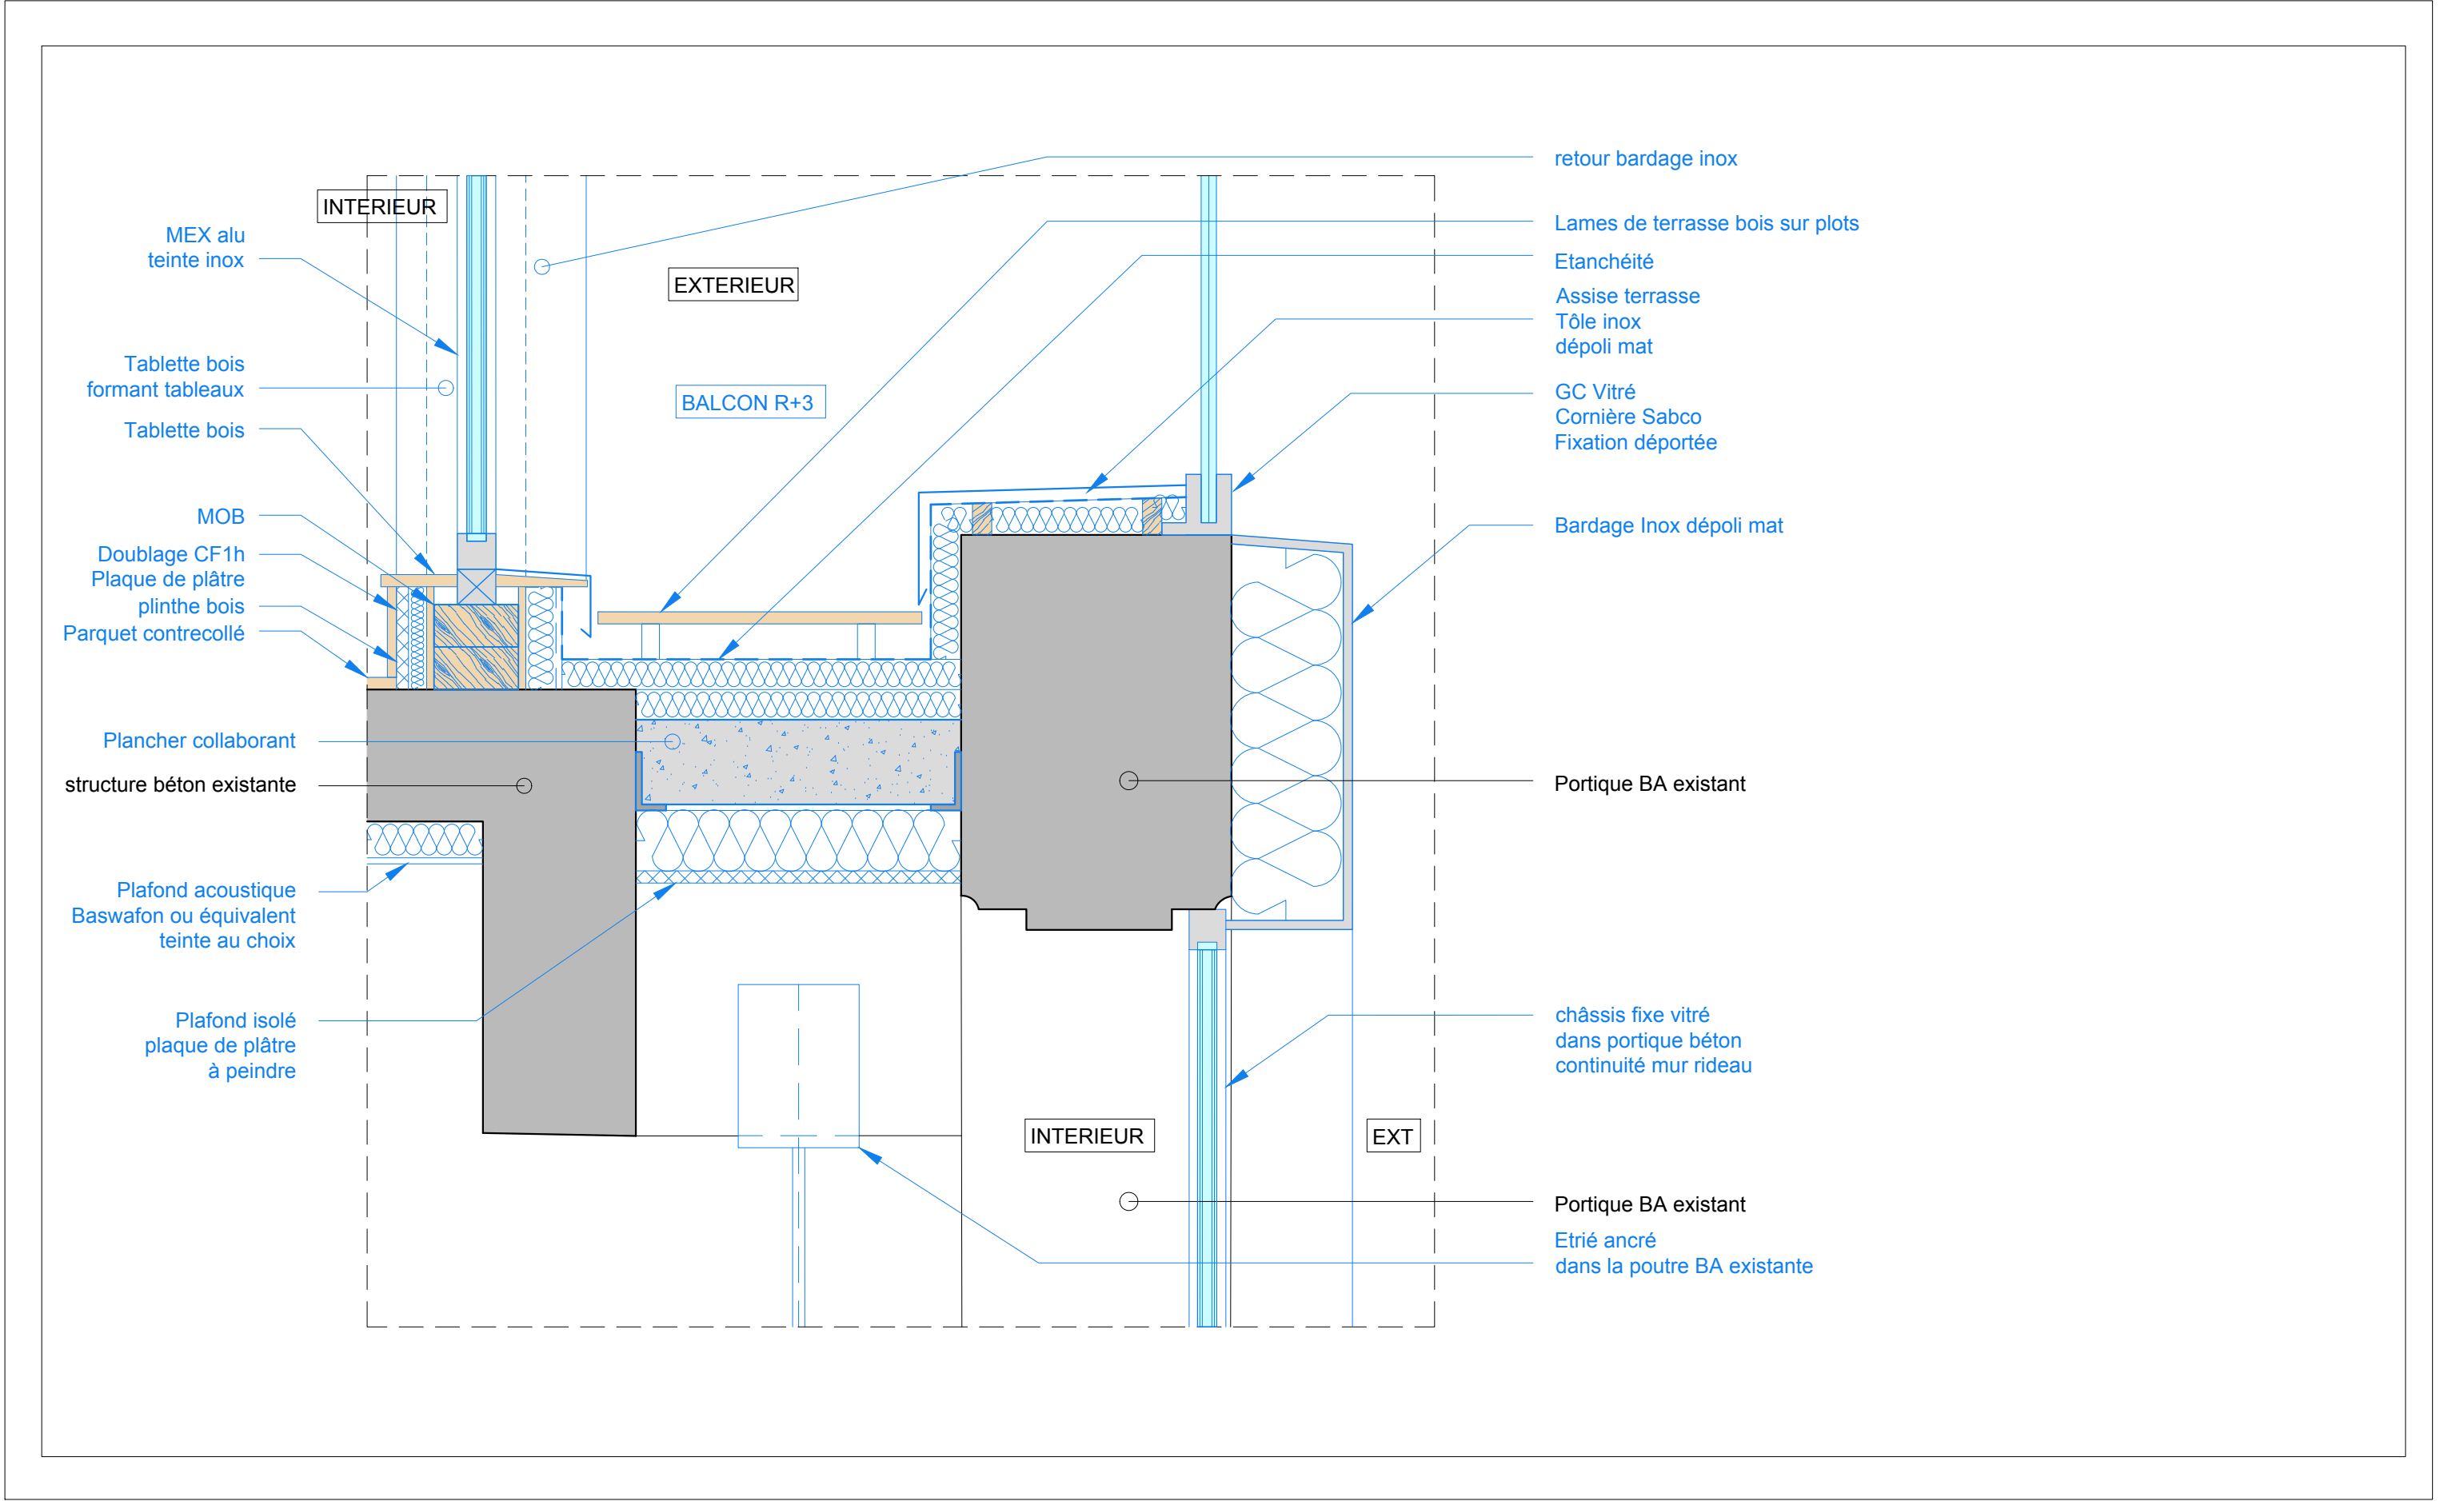 INTERIEUR
MEX alu
teinte inox
Tablette bois
formant tableaux
Tablette bois
MOB
Doublage CF1h
Plaque de plâtre
plinthe bois
Parquet contrecollé
Plancher collaborant
structure béton existante
Plafond acoustique
Baswafon ou équivalent
teinte au choix
Plafond isolé
plaque de plâtre
à peindre
EXTERIEUR
BALCON R+3
INTERIEUR
EXT
retour bardage inox
Lames de terrasse bois sur plots
Etanchéité
Assise terrasse
Tôle inox
dépoli mat
GC Vitré
Cornière Sabco
Fixation déportée
Bardage Inox dépoli mat
Portique BA existant
châssis fixe vitré
dans portique béton
continuité mur rideau
Portique BA existant
Etrié ancré
dans la poutre BA existante